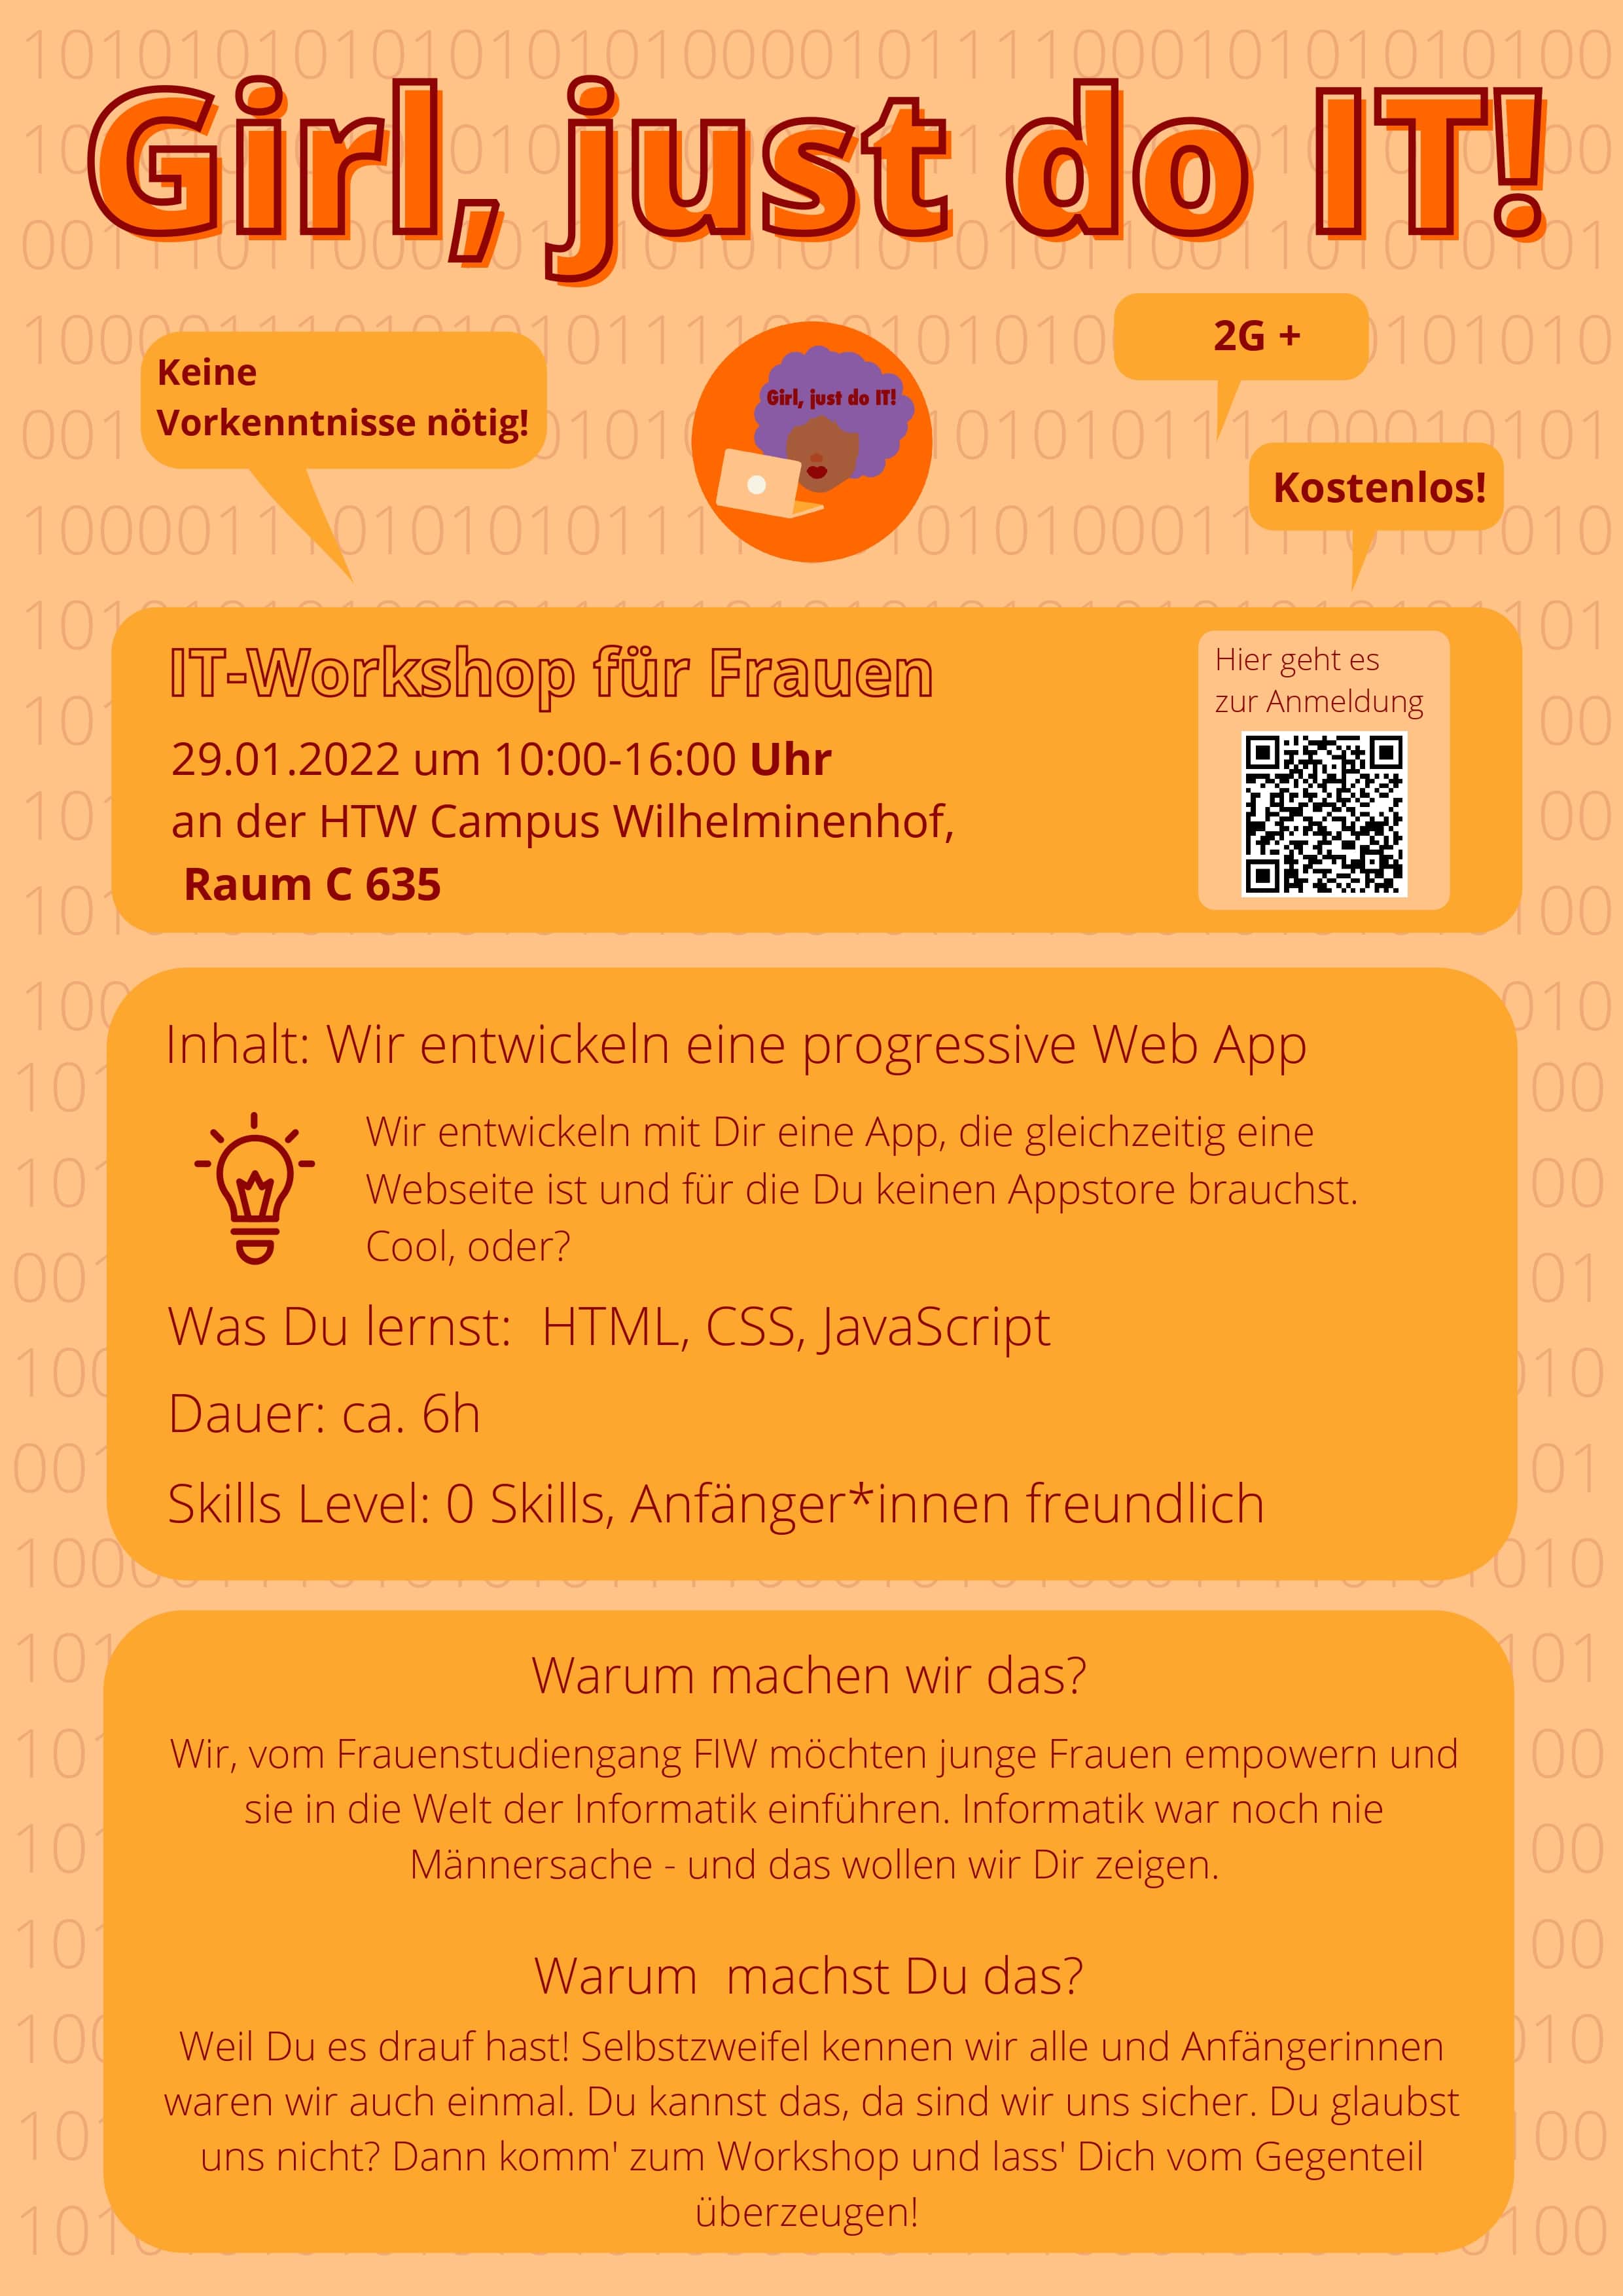 Girl, just do IT!
Keine
Vorkenntnisse nötig!
Girl, just do IT!
2G +
Kostenlos!
IT-Workshop für Frauen
29.01.2022 um 10:00-16:00 Uhr
an der HTW Campus Wilhelminenhof,
Raum C 635
Hier geht es
zur Anmeldung
Inhalt: Wir entwickeln eine progressive Web App
Wir entwickeln mit Dir eine App, die gleichzeitig eine
Webseite ist und für die Du keinen Appstore brauchst.
Cool, oder?
Was Du lernst:  HTML, CSS, JavaScript
Dauer: ca. 6h
Skills Level: 0 Skills, Anfänger*innen freundlich
Warum machen wir das?
Wir, vom Frauenstudiengang FIW möchten junge Frauen empowern und
sie in die Welt der Informatik einführen. Informatik war noch nie
Männersache - und das wollen wir Dir zeigen.
Warum  machst Du das?
Weil Du es drauf hast! Selbstzweifel kennen wir alle und Anfängerinnen
waren wir auch einmal. Du kannst das, da sind wir uns sicher. Du glaubst
uns nicht? Dann komm' zum Workshop und lass' Dich vom Gegenteil
überzeugen!